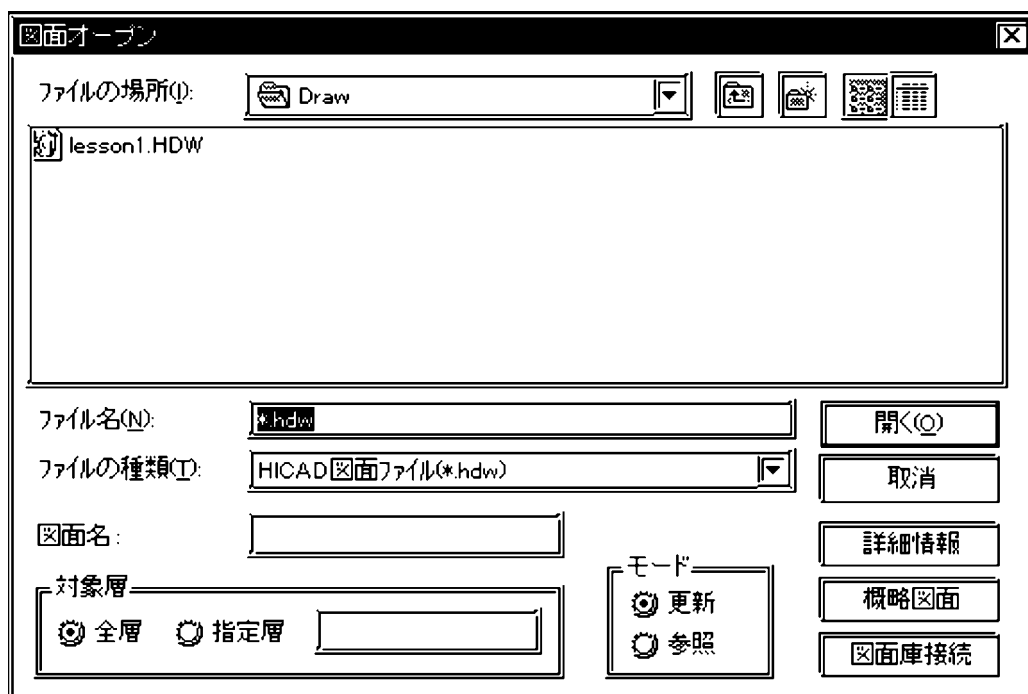 図面オープン
ファイルの場所(I): Draw
lesson1.HDW
ファイル名(N): *.hdw 開く(O)
ファイルの種類(T): HICAD図面ファイル(*.hdw) 取消
図面名: 詳細情報
対象層 モード
全層 指定層 更新 概略図面
参照 図面庫接続